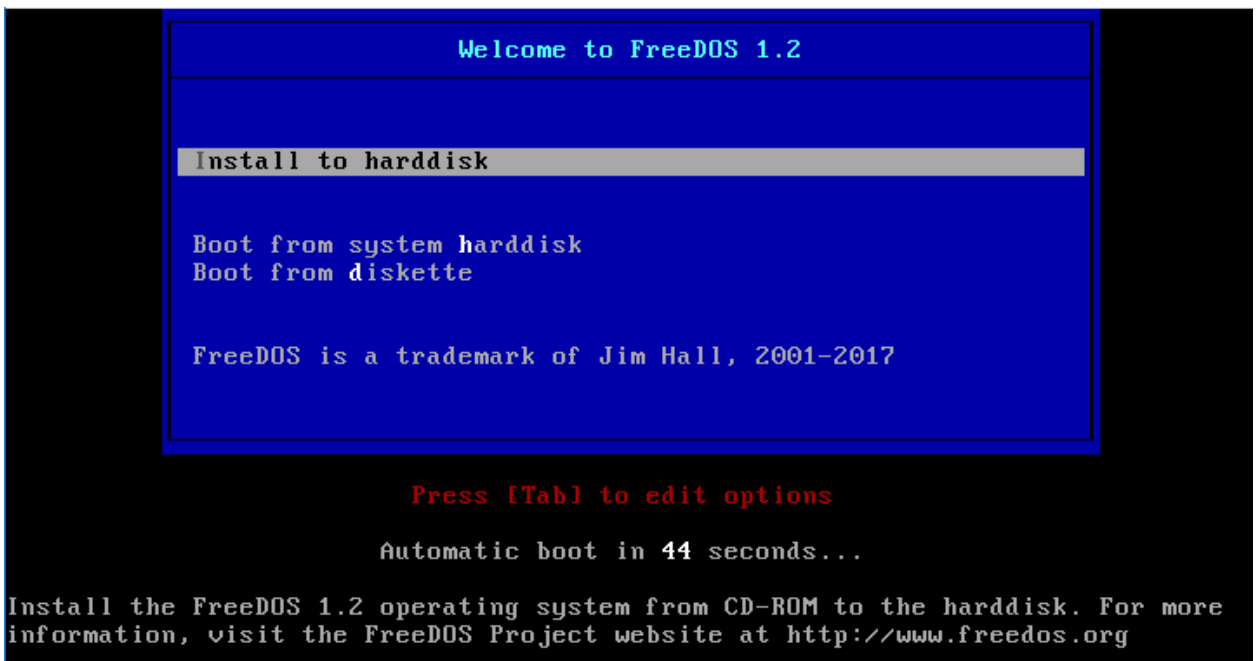 Welcome to FreeDOS 1.2
Install to harddisk
Boot from system harddisk
Boot from diskette
FreeDOS is a trademark of Jim Hall, 2001-2017
Press [Tab] to edit options
Automatic boot in 44 seconds...
Install the FreeDOS 1.2 operating system from CD-ROM to the harddisk. For more
information, visit the FreeDOS Project website at http://www.freedos.org